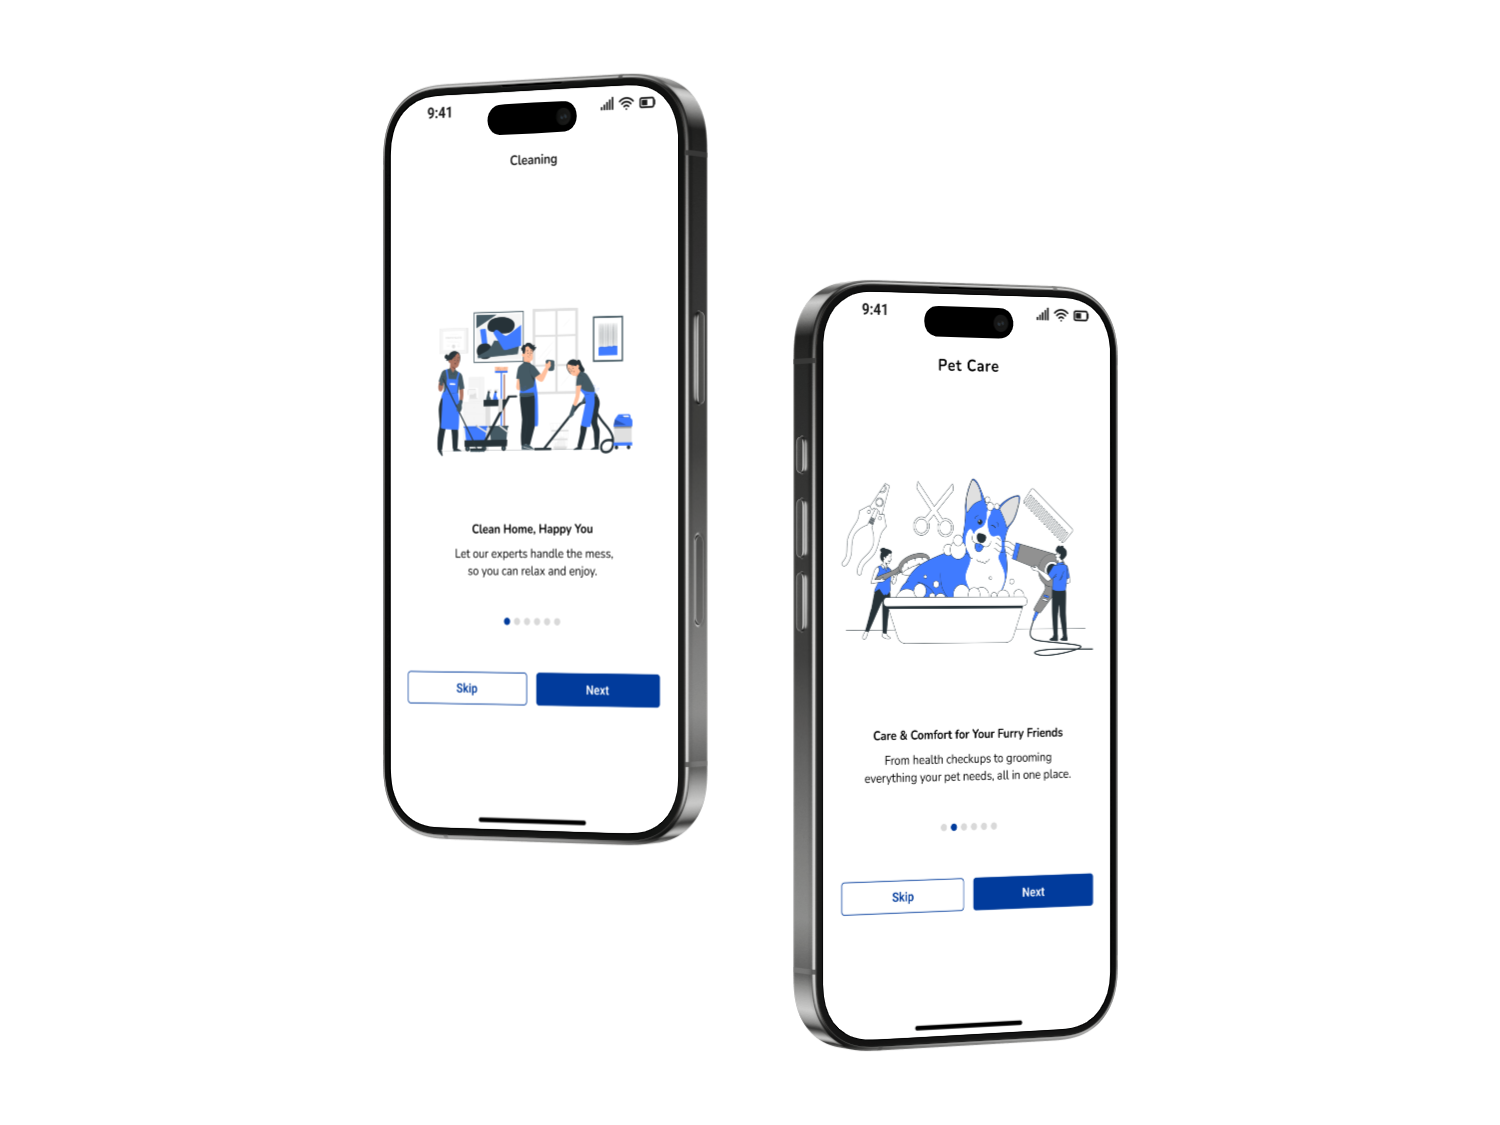 9:41
Cleaning
Clean Home, Happy You
Let our experts handle the mess,
so you can relax and enjoy.
Skip
Next
9:41
Pet Care
Care & Comfort for Your Furry Friends
From health checkups to grooming
everything your pet needs, all in one place.
Skip
Next